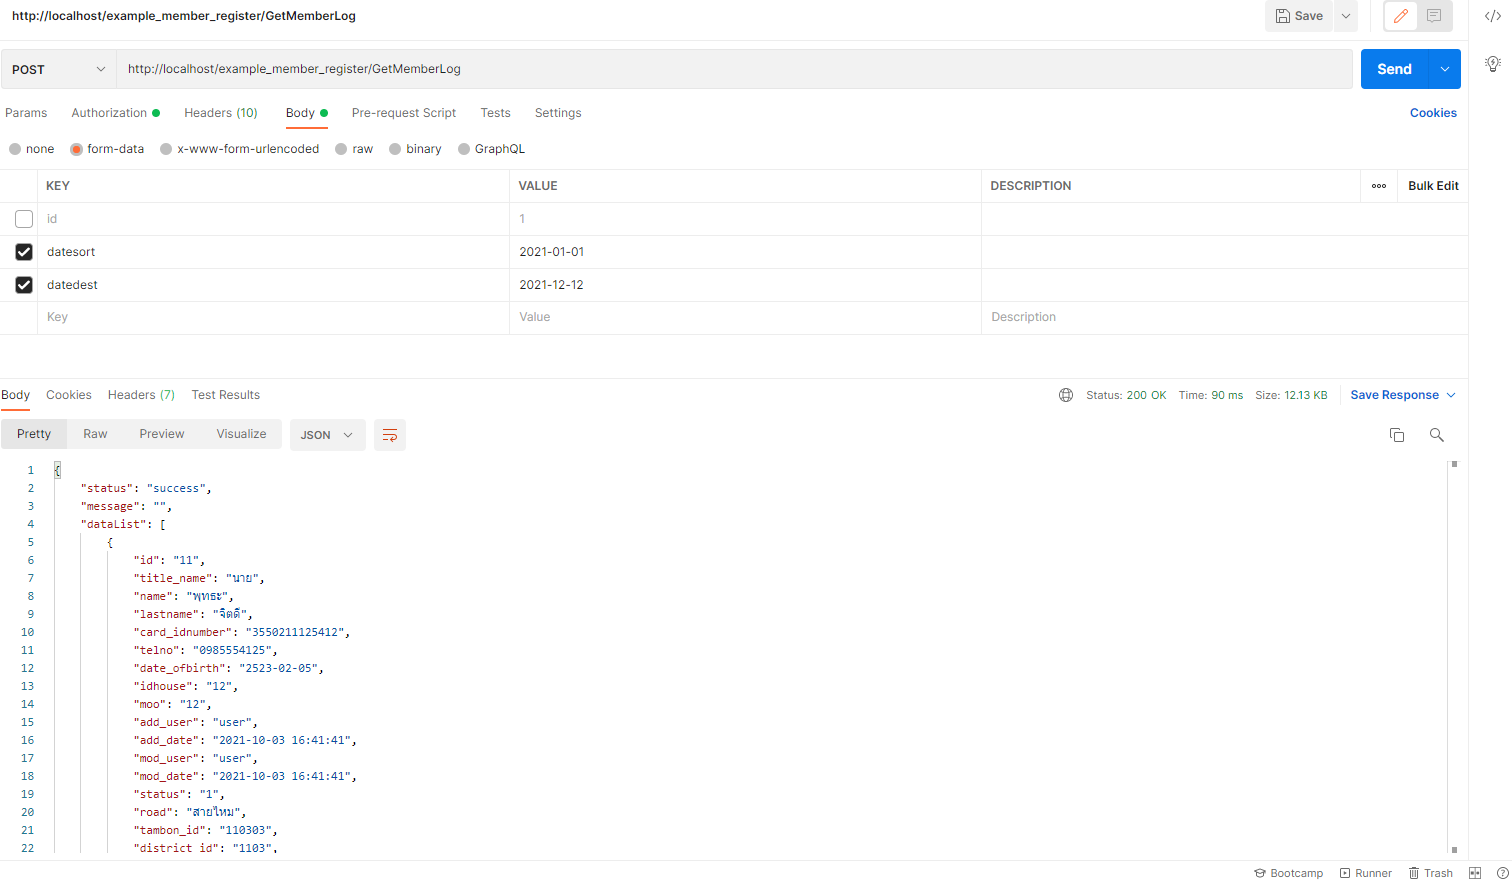 http://localhost/example_member_register/GetMemberLog
Save
POST
http://localhost/example_member_register/GetMemberLog
Send
Params Authorization Headers (10) Body Pre-request Script Tests Settings Cookies
none form-data x-www-form-urlencoded raw binary GraphQL
KEY VALUE DESCRIPTION Bulk Edit
id 1
datesort 2021-01-01
datedest 2021-12-12
Key Value Description
Body Cookies Headers (7) Test Results Status: 200 OK Time: 90 ms Size: 12.13 KB Save Response
Pretty Raw Preview Visualize JSON
1 {
2 "status": "success",
3 "message": "",
4 "dataList": [
5 {
6 "id": "11",
7 "title_name": "นาย",
8 "name": "พุทธะ",
9 "lastname": "จิตดี",
10 "card_idnumber": "3550211125412",
11 "telno": "0985554125",
12 "date_ofbirth": "2523-02-05",
13 "idhouse": "12",
14 "moo": "12",
15 "add_user": "user",
16 "add_date": "2021-10-03 16:41:41",
17 "mod_user": "user",
18 "mod_date": "2021-10-03 16:41:41",
19 "status": "1",
20 "road": "สายไหม",
21 "tambon_id": "110303",
22 "district_id": "1103",
Bootcamp Runner Trash